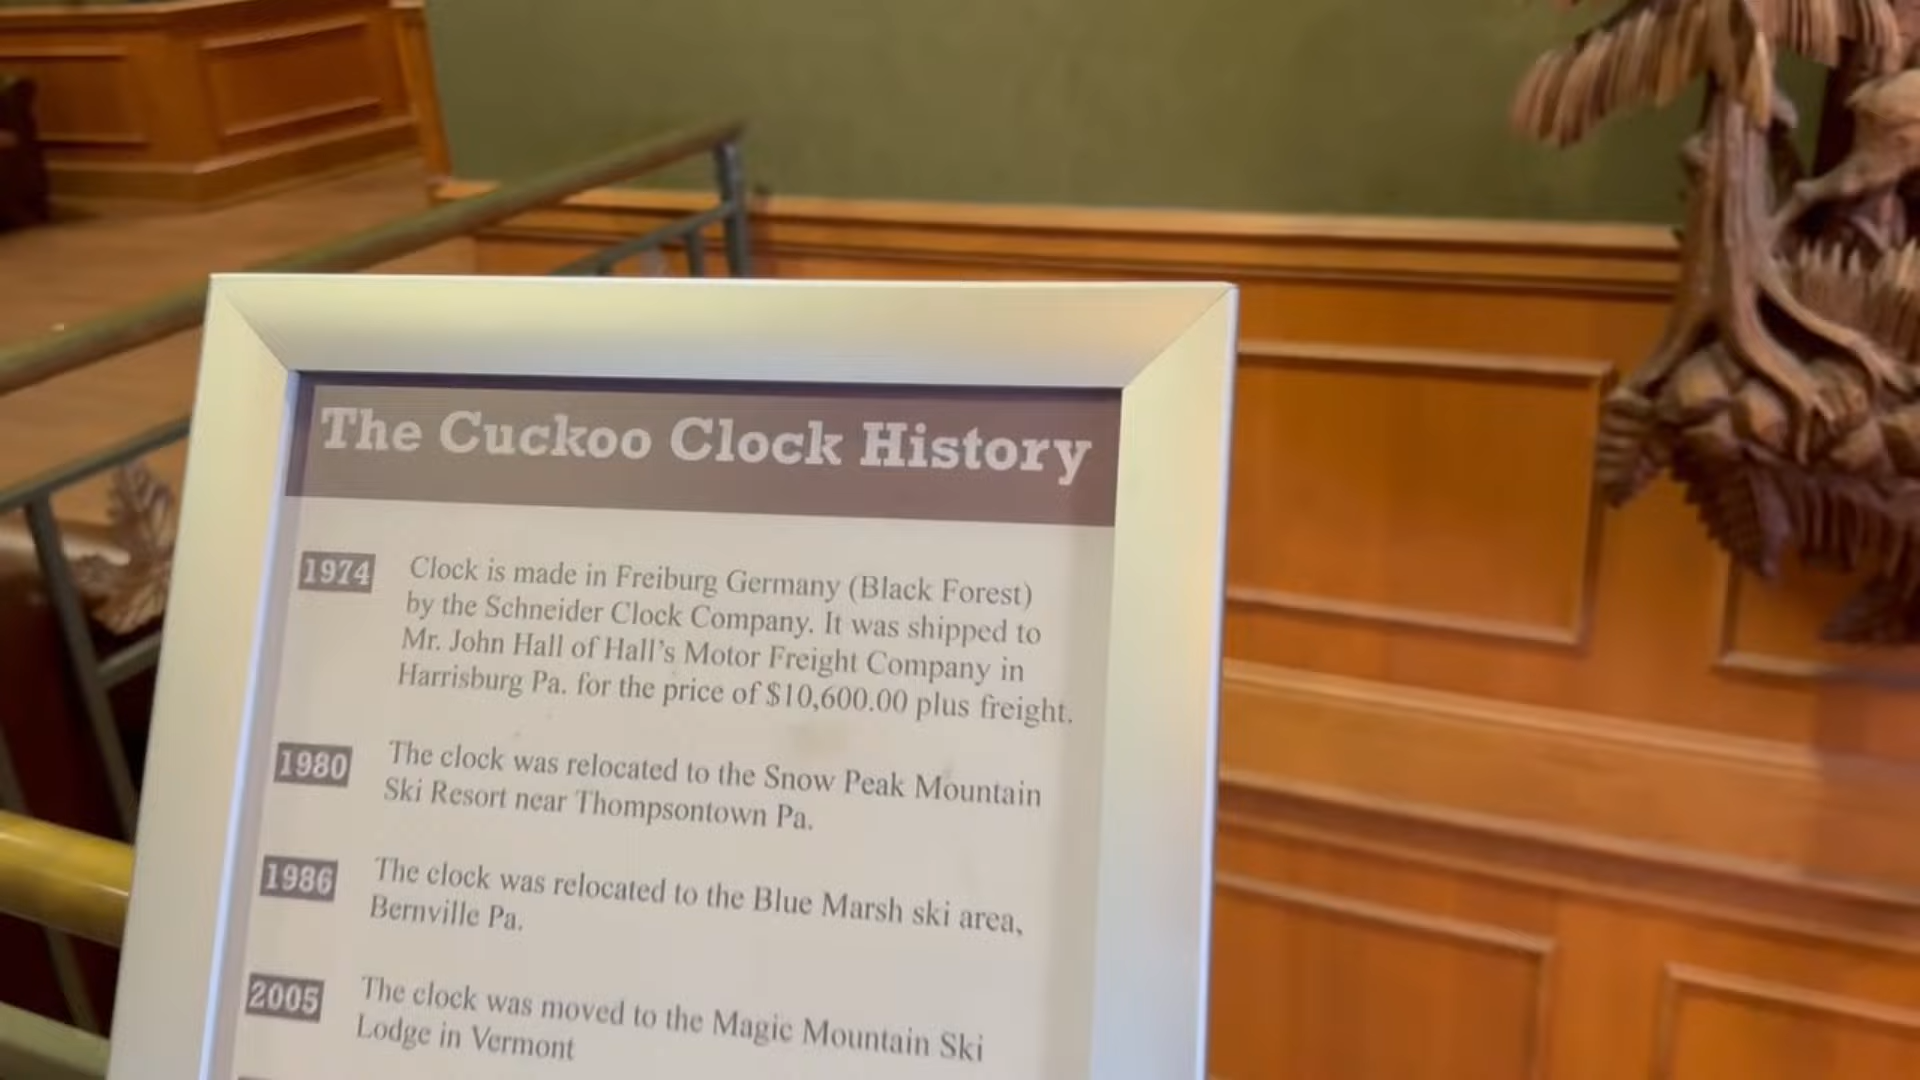 The Cuckoo Clock History
1974 Clock is made in Freiburg Germany (Black Forest)
by the Schneider Clock Company. It was shipped to
Mr. John Hall of Hall's Motor Freight Company in
Harrisburg Pa. for the price of $10,600.00 plus freight.
1980 The clock was relocated to the Snow Peak Mountain
Ski Resort near Thompsontown Pa.
1986 The clock was relocated to the Blue Marsh ski area,
Bernville Pa.
2005 The clock was moved to the Magic Mountain Ski
Lodge in Vermont